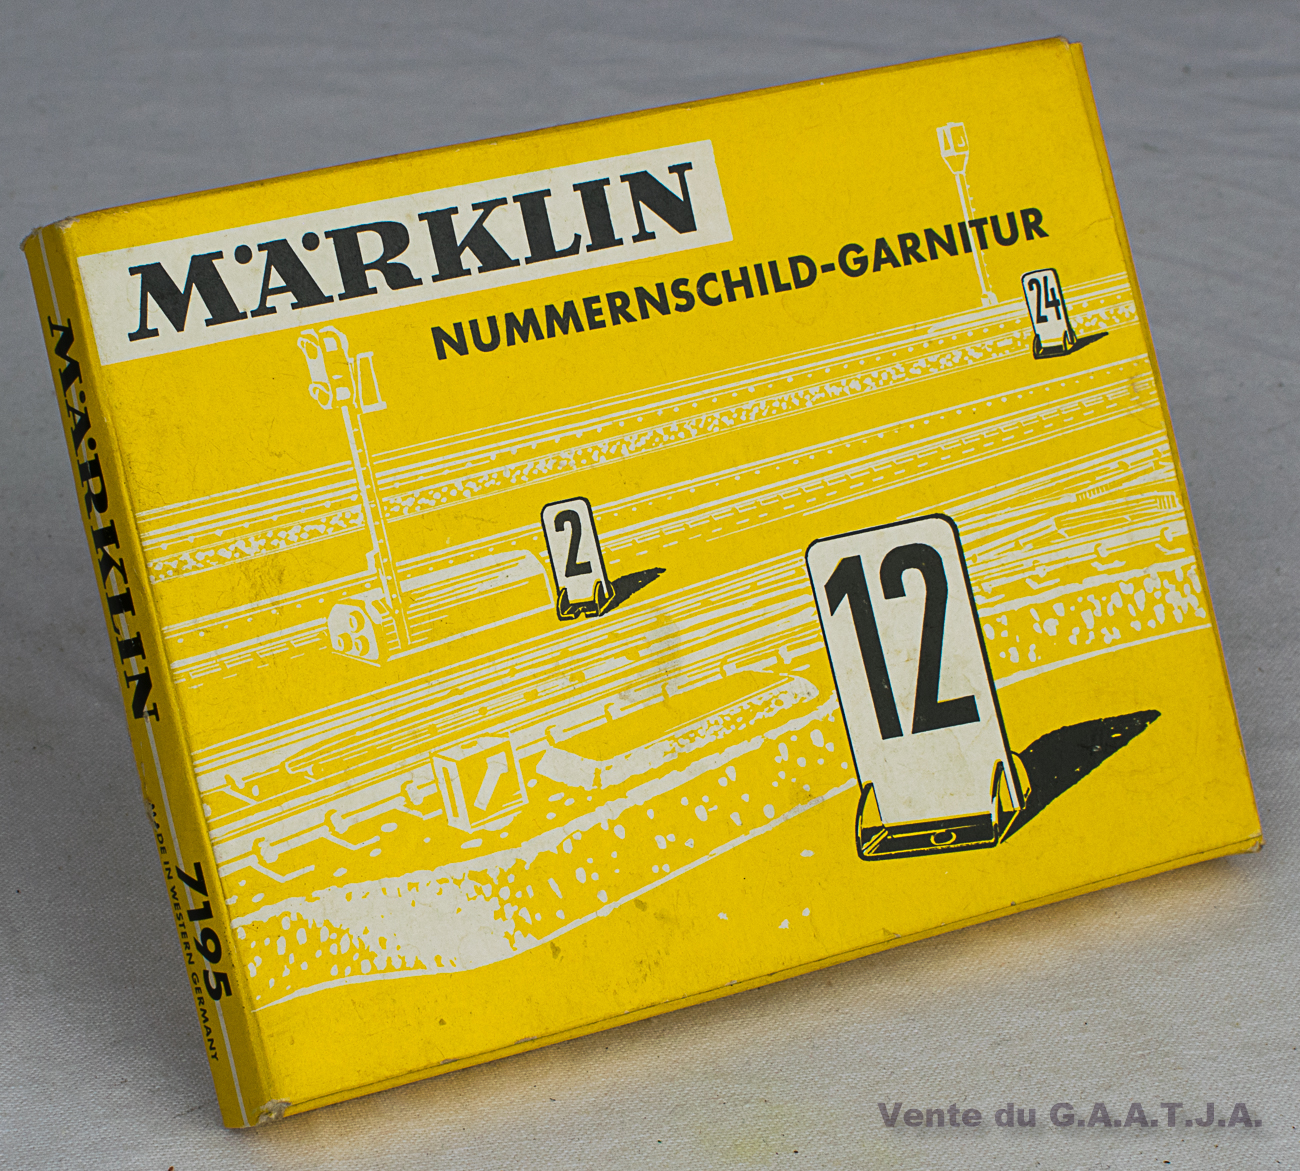 MÄRKLIN
NUMMERNSCHILD-GARNITUR
24
2
12
MÄRKLIN
7195
MADE IN WESTERN GERMANY
Vente du G.A.A.T.J.A.